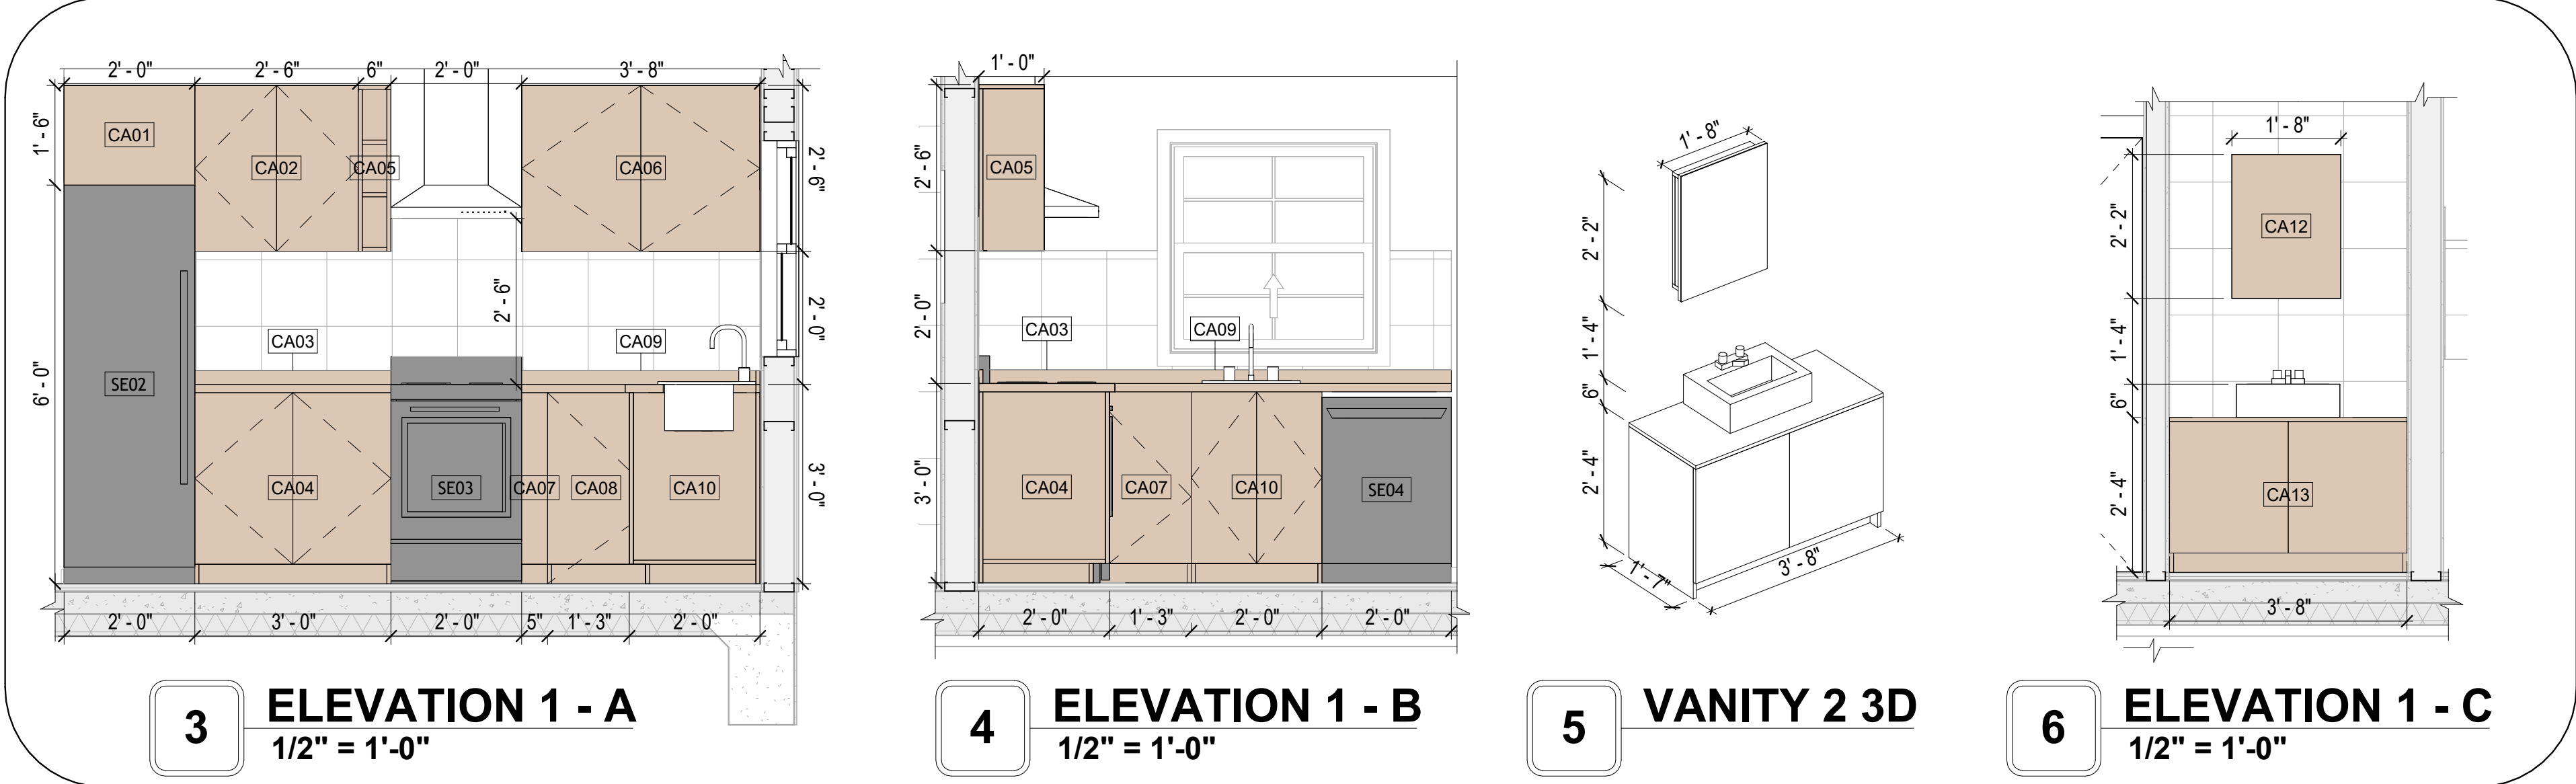 2' - 0"
2' - 6"
6"
2' - 0"
3' - 8"
1' - 6"
6' - 0"
CA01
CA02
CA05
CA06
2' - 6"
2' - 6"
2' - 0"
3' - 0"
CA03
CA09
SE02
CA04
SE03
CA07
CA08
CA10
2' - 0"
3' - 0"
2' - 0"
5"
1' - 3"
2' - 0"
3
ELEVATION 1 - A
1/2" = 1'-0"
1' - 0"
2' - 6"
2' - 0"
3' - 0"
CA05
CA03
CA09
CA04
CA07
CA10
SE04
2' - 0"
1' - 3"
2' - 0"
2' - 0"
4
ELEVATION 1 - B
1/2" = 1'-0"
1' - 8"
2' - 2"
1' - 4"
6"
2' - 4"
1' - 7"
3' - 8"
5
VANITY 2 3D
1' - 8"
2' - 2"
1' - 4"
6"
2' - 4"
CA12
CA13
3' - 8"
6
ELEVATION 1 - C
1/2" = 1'-0"